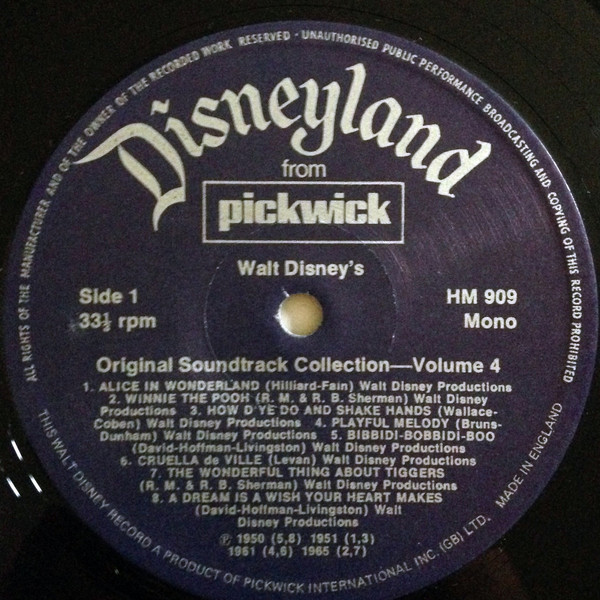 ALL RIGHTS OF THE MANUFACTURER AND OF THE OWNER OF THE RECORDED WORK RESERVED - UNAUTHORISED PUBLIC PERFORMANCE BROADCASTING AND COPYING OF THIS RECORD PROHIBITED
Disneyland
from
pickwick
Walt Disney's
Side 1
33⅓ rpm
HM 909
Mono
Original Soundtrack Collection—Volume 4
1. ALICE IN WONDERLAND (Hilliard-Fain) Walt Disney Productions
2. WINNIE THE POOH (R. M. & R. B. Sherman) Walt Disney
Productions 3. HOW D'YE DO AND SHAKE HANDS (Wallace-
Coben) Walt Disney Productions 4. PLAYFUL MELODY (Bruns-
Dunham) Walt Disney Productions 5. BIBBIDI-BOBBIDI-BOO
(David-Hoffman-Livingston) Walt Disney Productions
6. CRUELLA de VILLE (Levan) Walt Disney Productions
7. THE WONDERFUL THING ABOUT TIGGERS
(R. M. & R. B. Sherman) Walt Disney Productions
8. A DREAM IS A WISH YOUR HEART MAKES
(David-Hoffman-Livingston) Walt
Disney Productions
℗ 1950 (5,8) 1951 (1,3)
1961 (4,6) 1965 (2,7)
THIS WALT DISNEY RECORD A PRODUCT OF PICKWICK INTERNATIONAL INC. (GB) LTD. MADE IN ENGLAND